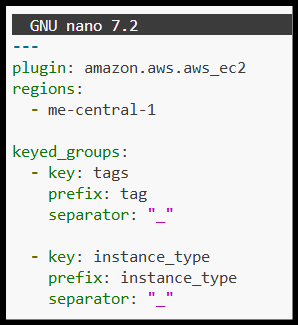 GNU nano 7.2
---
plugin: amazon.aws.aws_ec2
regions:
  - me-central-1

keyed_groups:
  - key: tags
    prefix: tag
    separator: "_"

  - key: instance_type
    prefix: instance_type
    separator: "_"